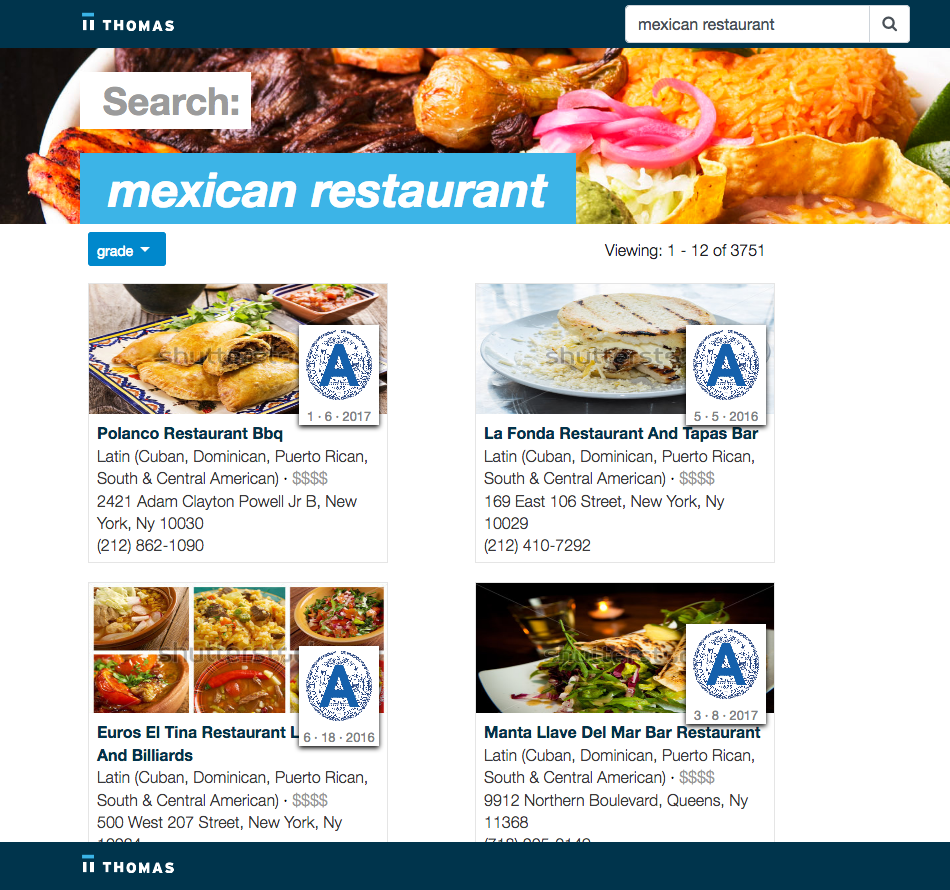 THOMAS
mexican restaurant
Search:
mexican restaurant
grade
Viewing: 1 - 12 of 3751
shutterst
A
1 · 6 · 2017
Polanco Restaurant Bbq
Latin (Cuban, Dominican, Puerto Rican,
South & Central American) · $$$$
2421 Adam Clayton Powell Jr B, New
York, Ny 10030
(212) 862-1090
shutterst
A
5 · 5 · 2016
La Fonda Restaurant And Tapas Bar
Latin (Cuban, Dominican, Puerto Rican,
South & Central American) · $$$$
169 East 106 Street, New York, Ny
10029
(212) 410-7292
shutterst
A
6 · 18 · 2016
Euros El Tina Restaurant L
And Billiards
Latin (Cuban, Dominican, Puerto Rican,
South & Central American) · $$$$
500 West 207 Street, New York, Ny
shutterst
A
3 · 8 · 2017
Manta Llave Del Mar Bar Restaurant
Latin (Cuban, Dominican, Puerto Rican,
South & Central American) · $$$$
9912 Northern Boulevard, Queens, Ny
11368
THOMAS